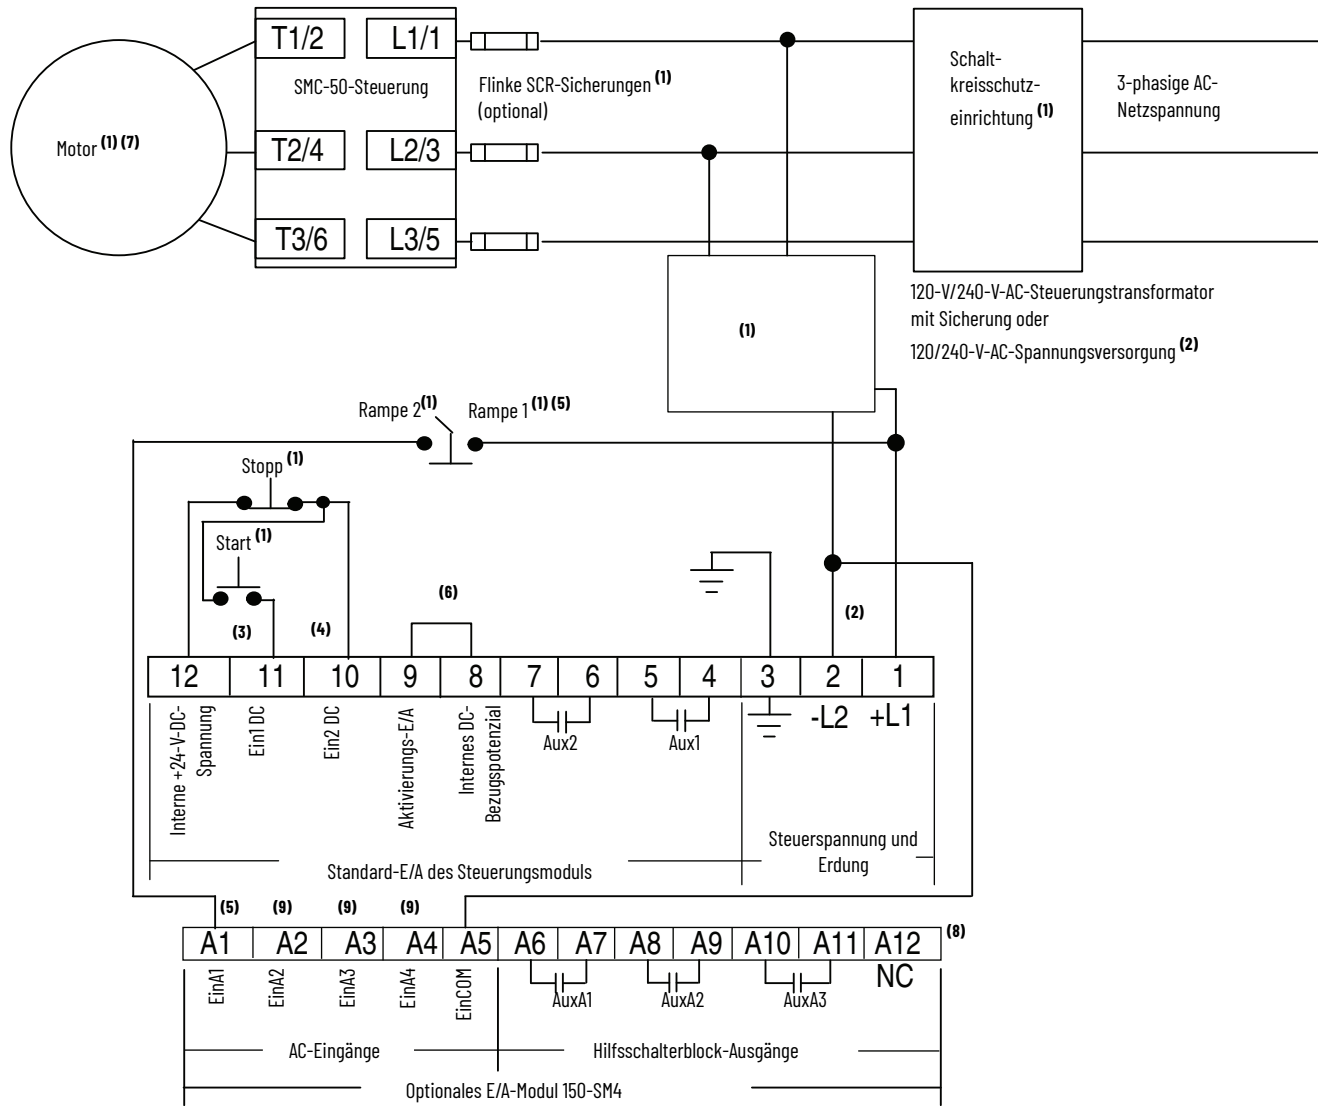 T1/2 L1/1
SMC-50-Steuerung
Flinke SCR-Sicherungen (1)
(optional)
Schalt-
kreisschutz-
einrichtung (1)
3-phasige AC-
Netzspannung
Motor (1) (7)
T2/4 L2/3
T3/6 L3/5
120-V/240-V-AC-Steuerungstransformator
mit Sicherung oder
120/240-V-AC-Spannungsversorgung (2)
(1)
Rampe 2 (1) Rampe 1 (1) (5)
Stopp (1)
Start (1)
(3) (4) (6) (2)
12 11 10 9 8 7 6 5 4 3 2 1
-L2 +L1
Interne +24-V-DC-
Spannung
Ein1 DC
Ein2 DC
Aktivierungs-E/A
Internes DC-
Bezugspotenzial
Aux2 Aux1
Steuerspannung und
Erdung
Standard-E/A des Steuerungsmoduls
(5) (9) (9) (9)
A1 A2 A3 A4 A5 A6 A7 A8 A9 A10 A11 A12 (8)
NC
EinA1
EinA2
EinA3
EinA4
EinCOM
AuxA1 AuxA2 AuxA3
AC-Eingänge
Hilfsschalterblock-Ausgänge
Optionales E/A-Modul 150-SM4